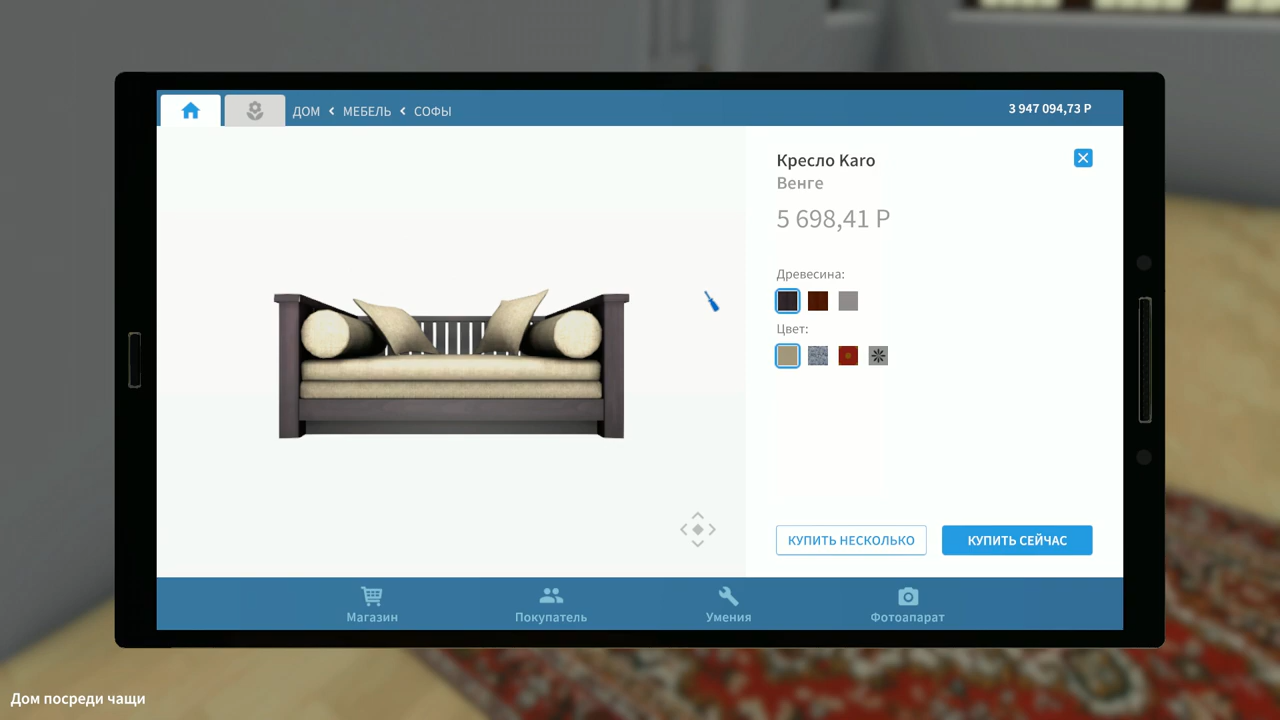 ДОМ < МЕБЕЛЬ < СОФЫ
3 947 094,73 Р
Кресло Karo
Венге
5 698,41 Р
Древесина:
Цвет:
КУПИТЬ НЕСКОЛЬКО
КУПИТЬ СЕЙЧАС
Магазин
Покупатель
Умения
Фотоаппарат
Дом посреди чащи